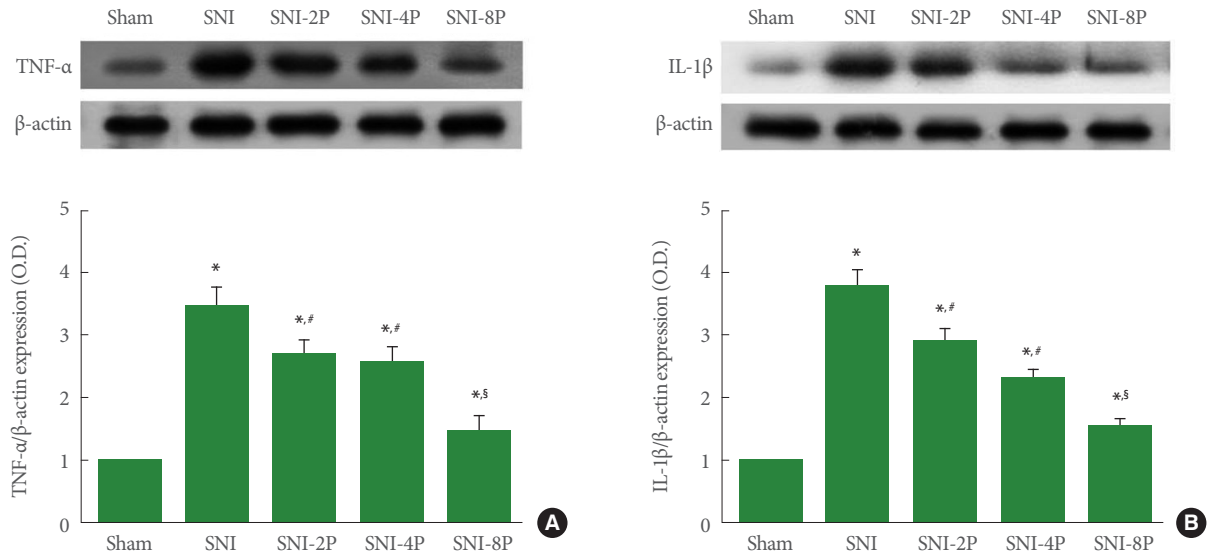 Sham SNI SNI-2P SNI-4P SNI-8P
TNF-α
β-actin
TNF-α/β-actin expression (O.D.)
5
4
3
2
1
0
*
*,#
*,#
*,§
Sham SNI SNI-2P SNI-4P SNI-8P
A
Sham SNI SNI-2P SNI-4P SNI-8P
IL-1β
β-actin
IL-1β/β-actin expression (O.D.)
5
4
3
2
1
0
*
*,#
*,#
*,§
Sham SNI SNI-2P SNI-4P SNI-8P
B